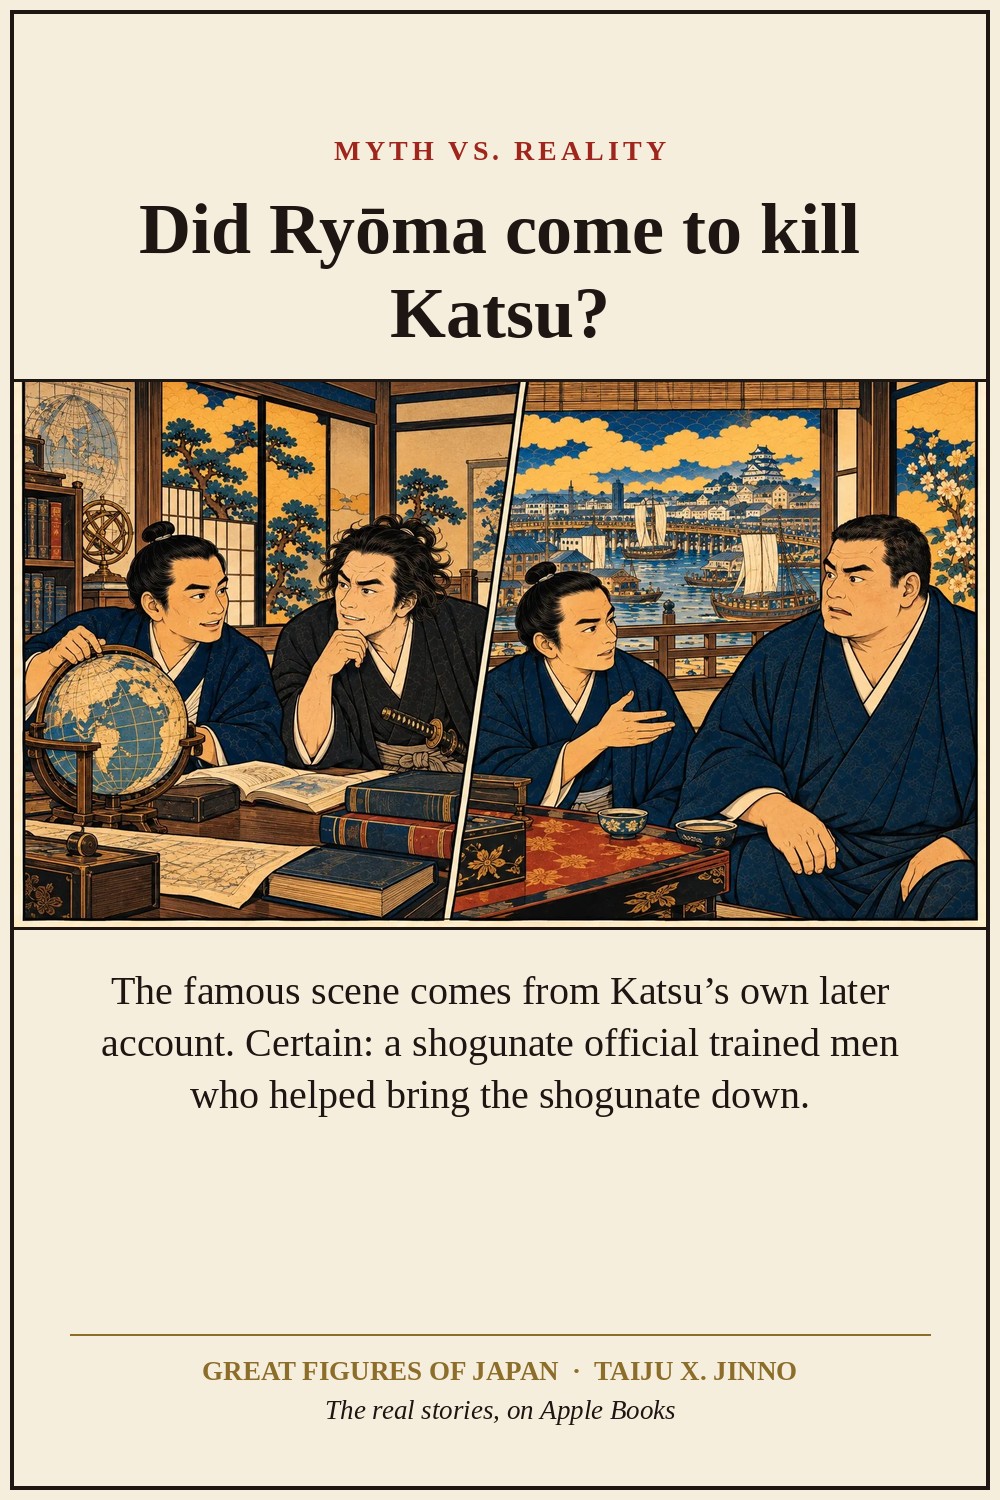 MYTH VS. REALITY
Did Ryōma come to kill
Katsu?
The famous scene comes from Katsu’s own later
account. Certain: a shogunate official trained men
who helped bring the shogunate down.
GREAT FIGURES OF JAPAN · TAIJU X. JINNO
The real stories, on Apple Books